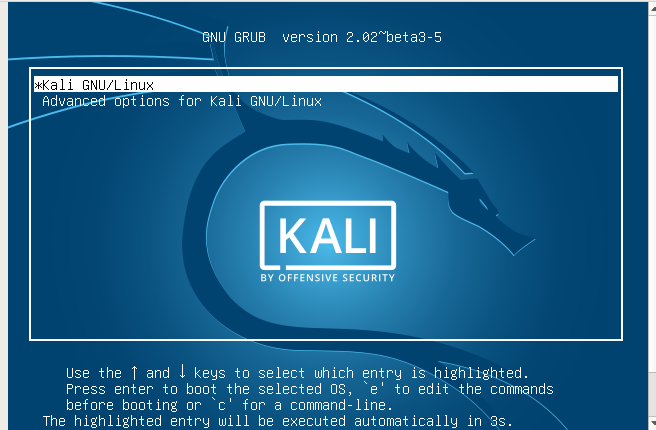 GNU GRUB  version 2.02~beta3-5
*Kali GNU/Linux
Advanced options for Kali GNU/Linux
KALI
BY OFFENSIVE SECURITY
Use the ↑ and ↓ keys to select which entry is highlighted.
Press enter to boot the selected OS, `e' to edit the commands
before booting or `c' for a command-line.
The highlighted entry will be executed automatically in 3s.